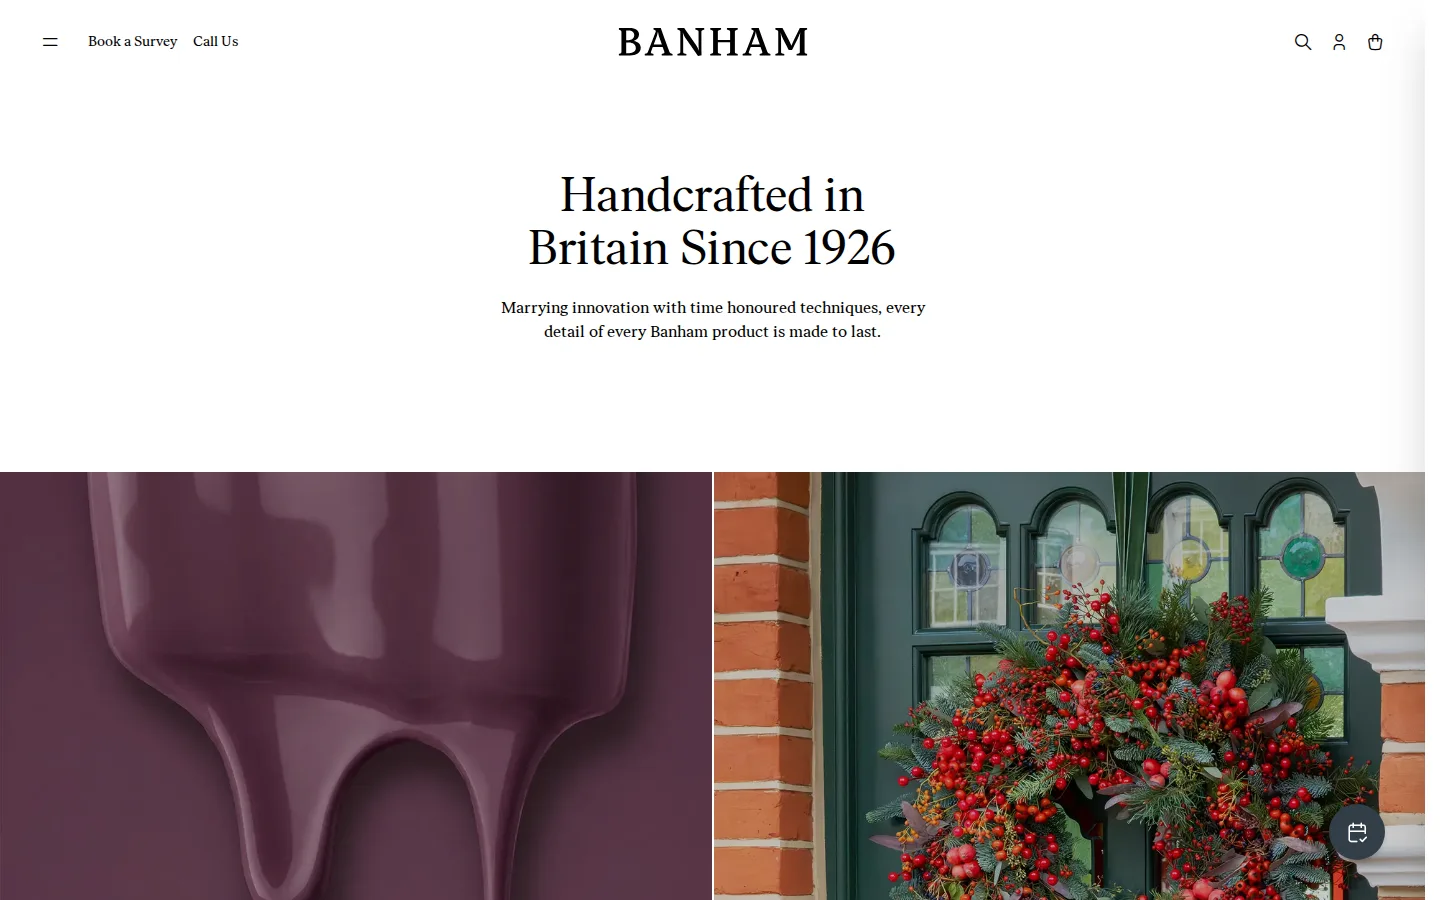 Book a Survey
Call Us
BANHAM
Handcrafted in
Britain Since 1926
Marrying innovation with time honoured techniques, every
detail of every Banham product is made to last.